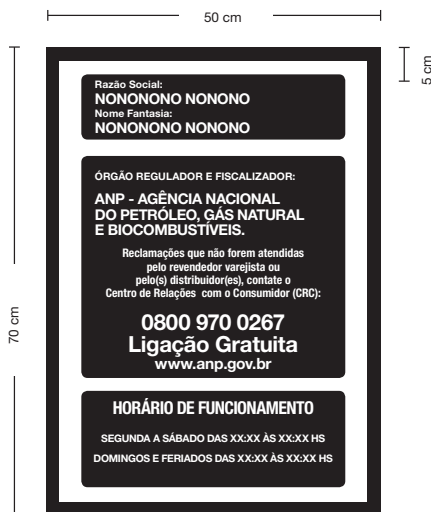 50 cm
5 cm
70 cm
Razão Social:
NONONONO NONONO
Nome Fantasia:
NONONONO NONONO
ÓRGÃO REGULADOR E FISCALIZADOR:
ANP - AGÊNCIA NACIONAL
DO PETRÓLEO, GÁS NATURAL
E BIOCOMBUSTÍVEIS.
Reclamações que não forem atendidas
pelo revendedor varejista ou
pelo(s) distribuidor(es), contate o
Centro de Relações com o Consumidor (CRC):
0800 970 0267
Ligação Gratuita
www.anp.gov.br
HORÁRIO DE FUNCIONAMENTO
SEGUNDA A SÁBADO DAS XX:XX ÀS XX:XX HS
DOMINGOS E FERIADOS DAS XX:XX ÀS XX:XX HS